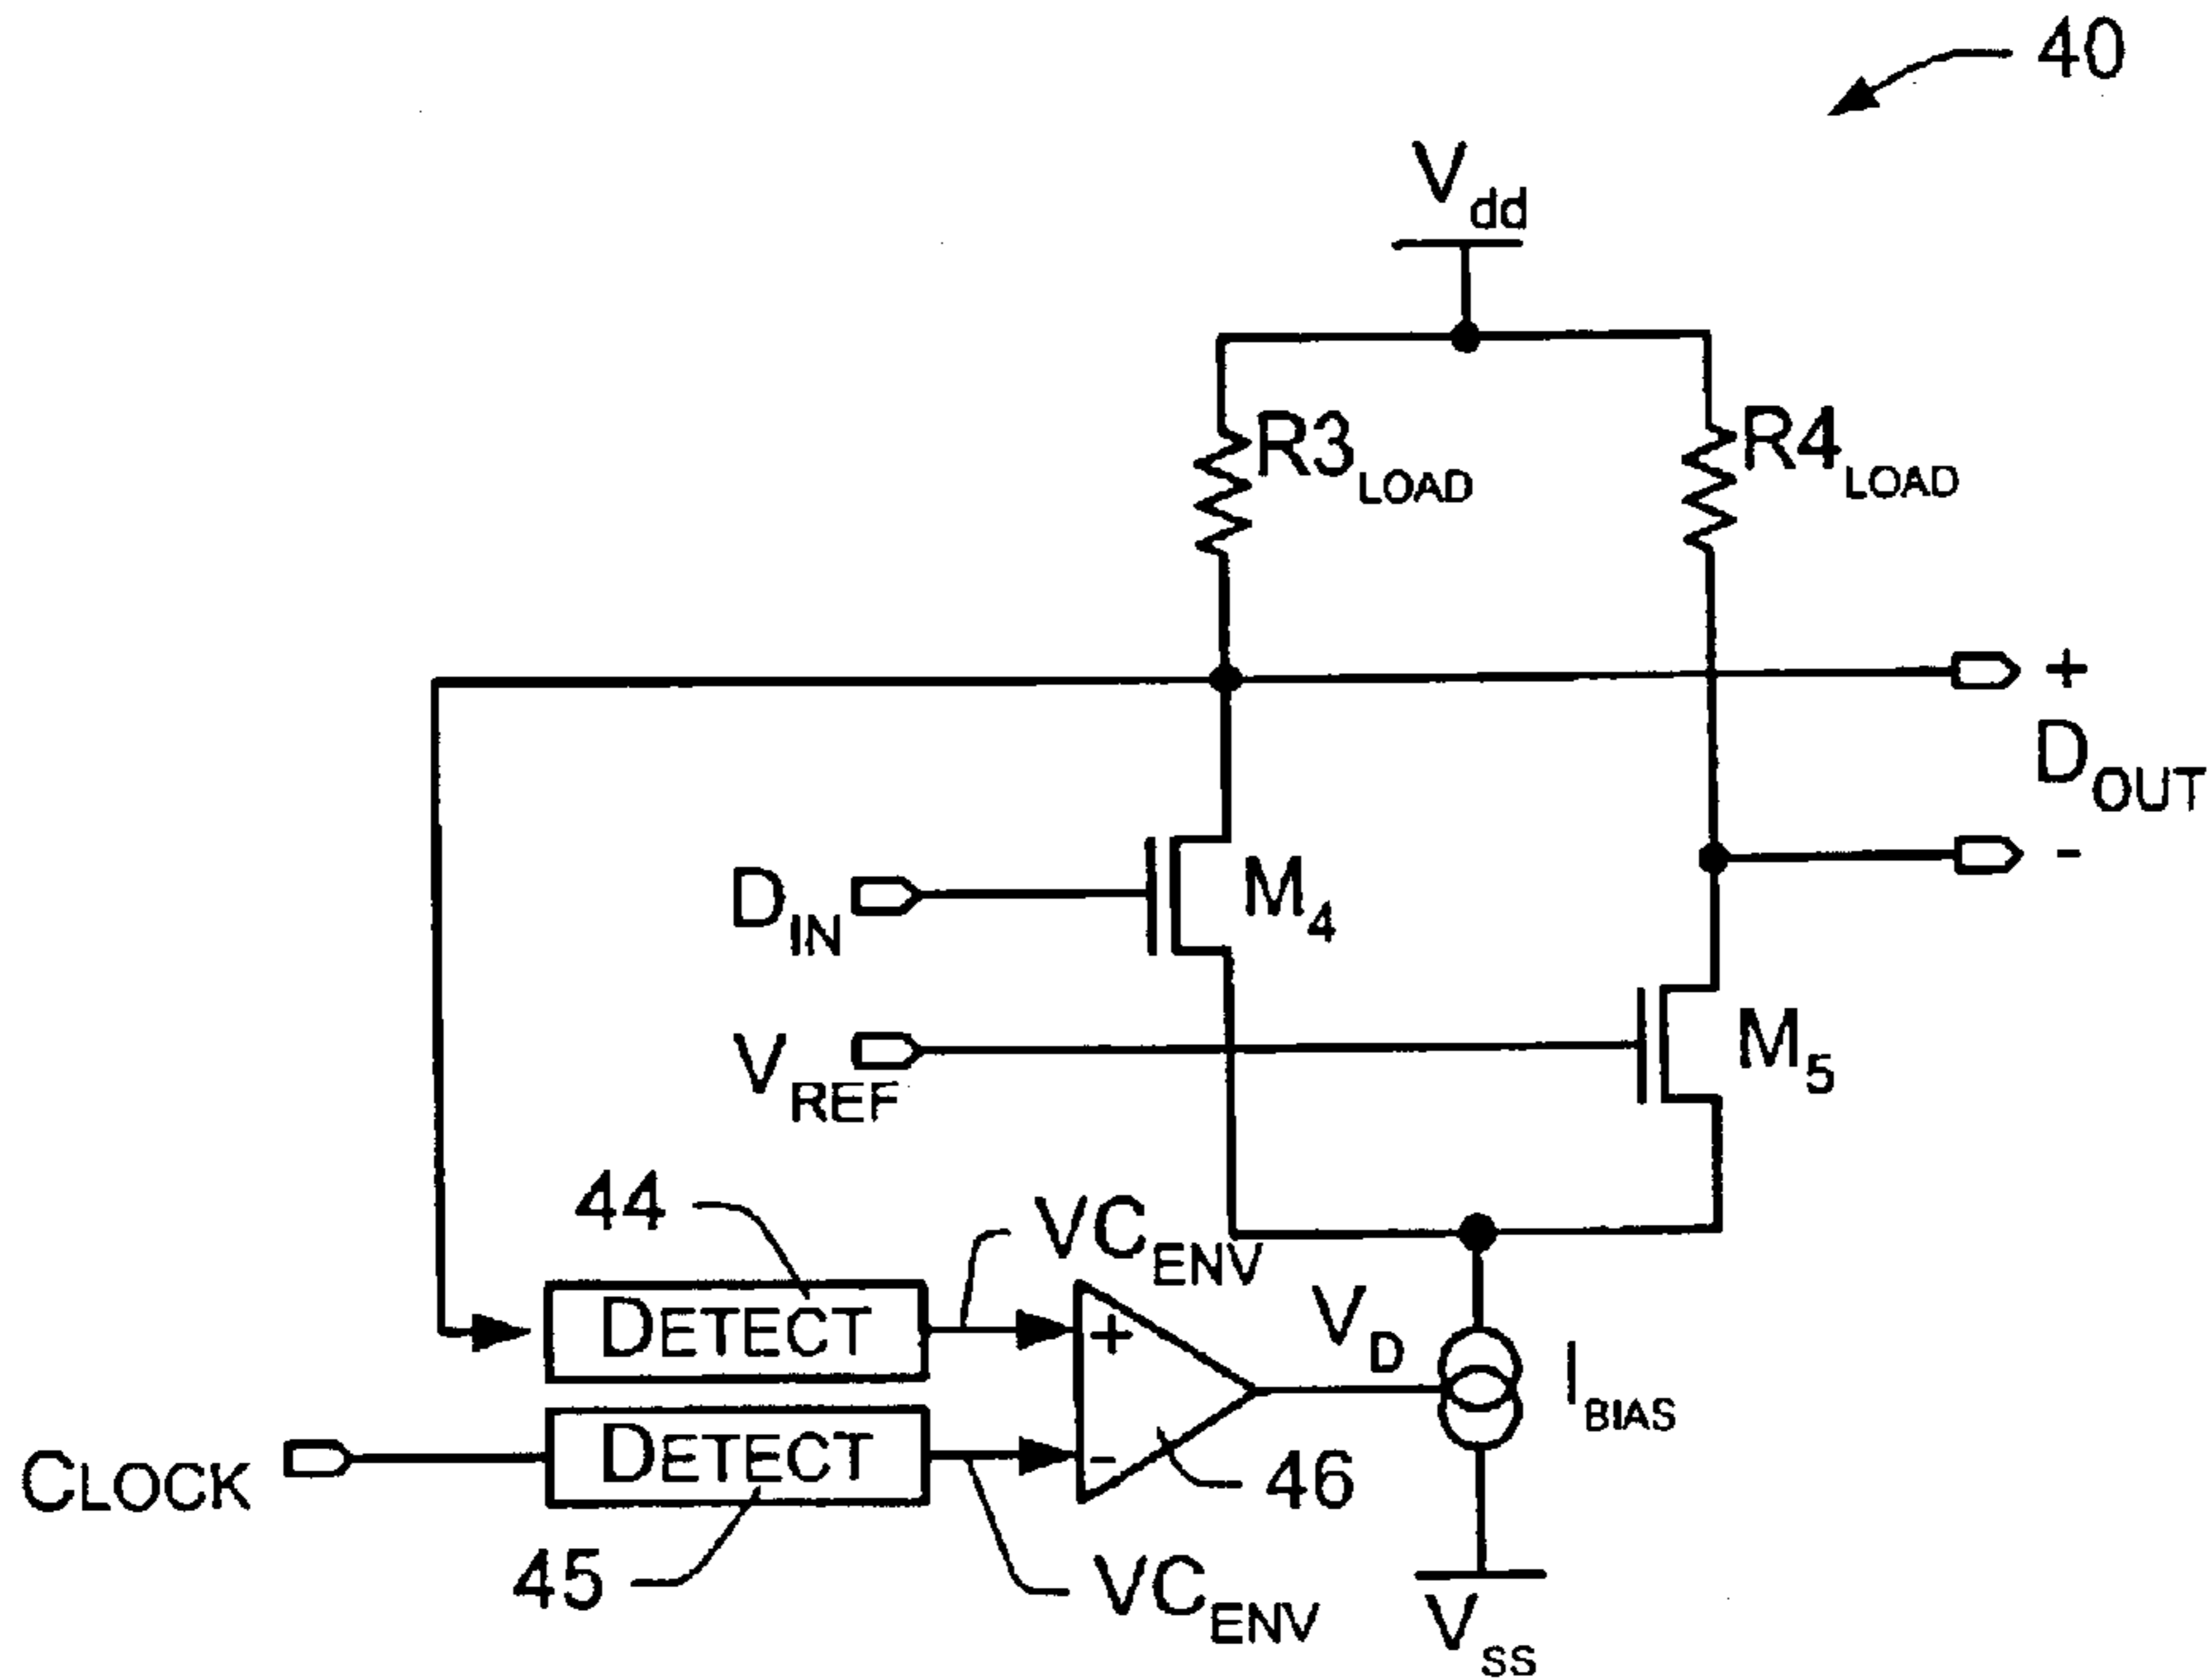 40
Vdd
R3LOAD
R4LOAD
+
DOUT
-
DIN
M4
VREF
M5
44
VCENV
DETECT
+
VD
IBIAS
CLOCK
DETECT
-
46
45
VCENV
VSS